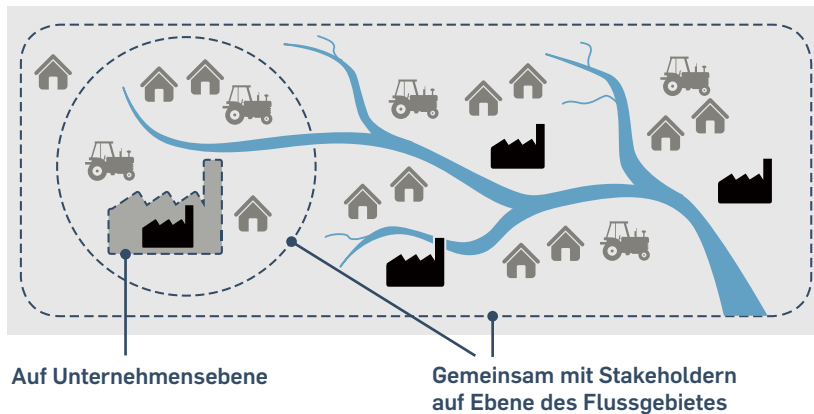 Auf Unternehmensebene
Gemeinsam mit Stakeholdern
auf Ebene des Flussgebietes